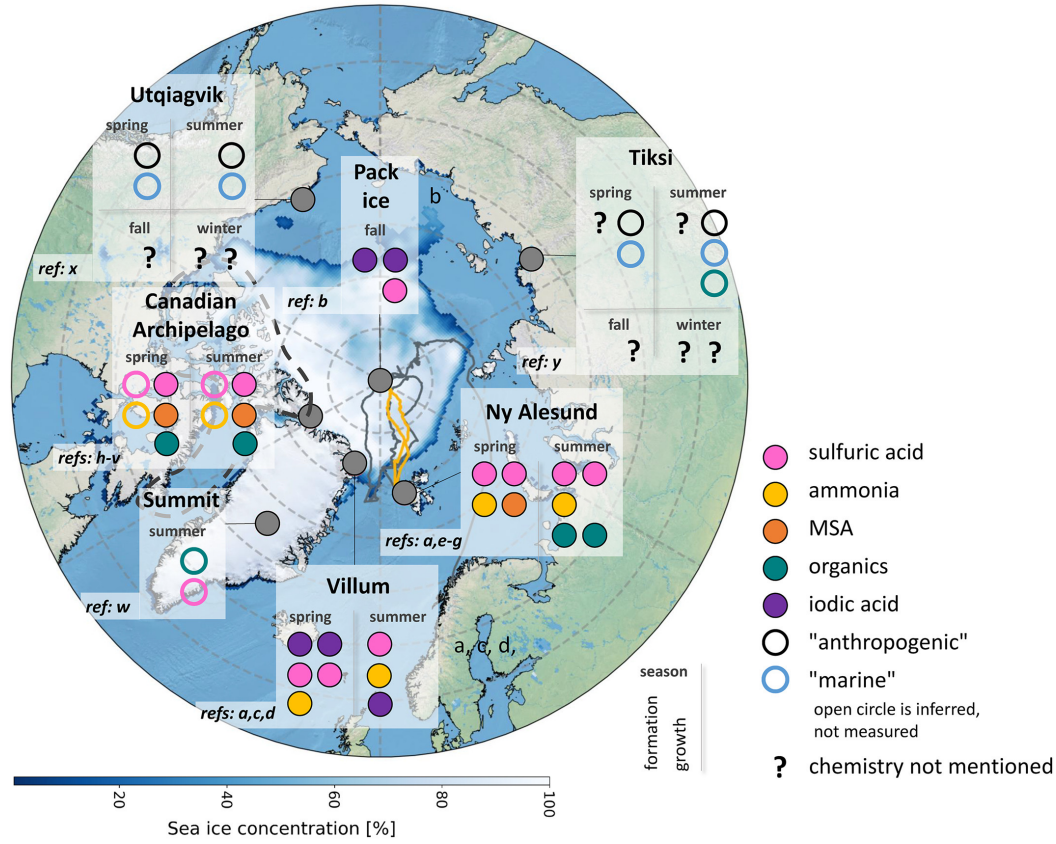 Utqiagvik
spring summer
fall winter
? ? ?
ref: x
Pack
ice
fall
b
ref: b
Tiksi
spring summer
? ?
fall winter
? ? ?
ref: y
Canadian
Archipelago
spring summer
refs: h-v
Ny Alesund
spring summer
refs: a,e-g
Summit
summer
ref: w
Villum
spring summer
refs: a,c,d
a, c, d,
season
formation
growth
sulfuric acid
ammonia
MSA
organics
iodic acid
"anthropogenic"
"marine"
open circle is inferred,
not measured
? chemistry not mentioned
20 40 60 80 100
Sea ice concentration [%]